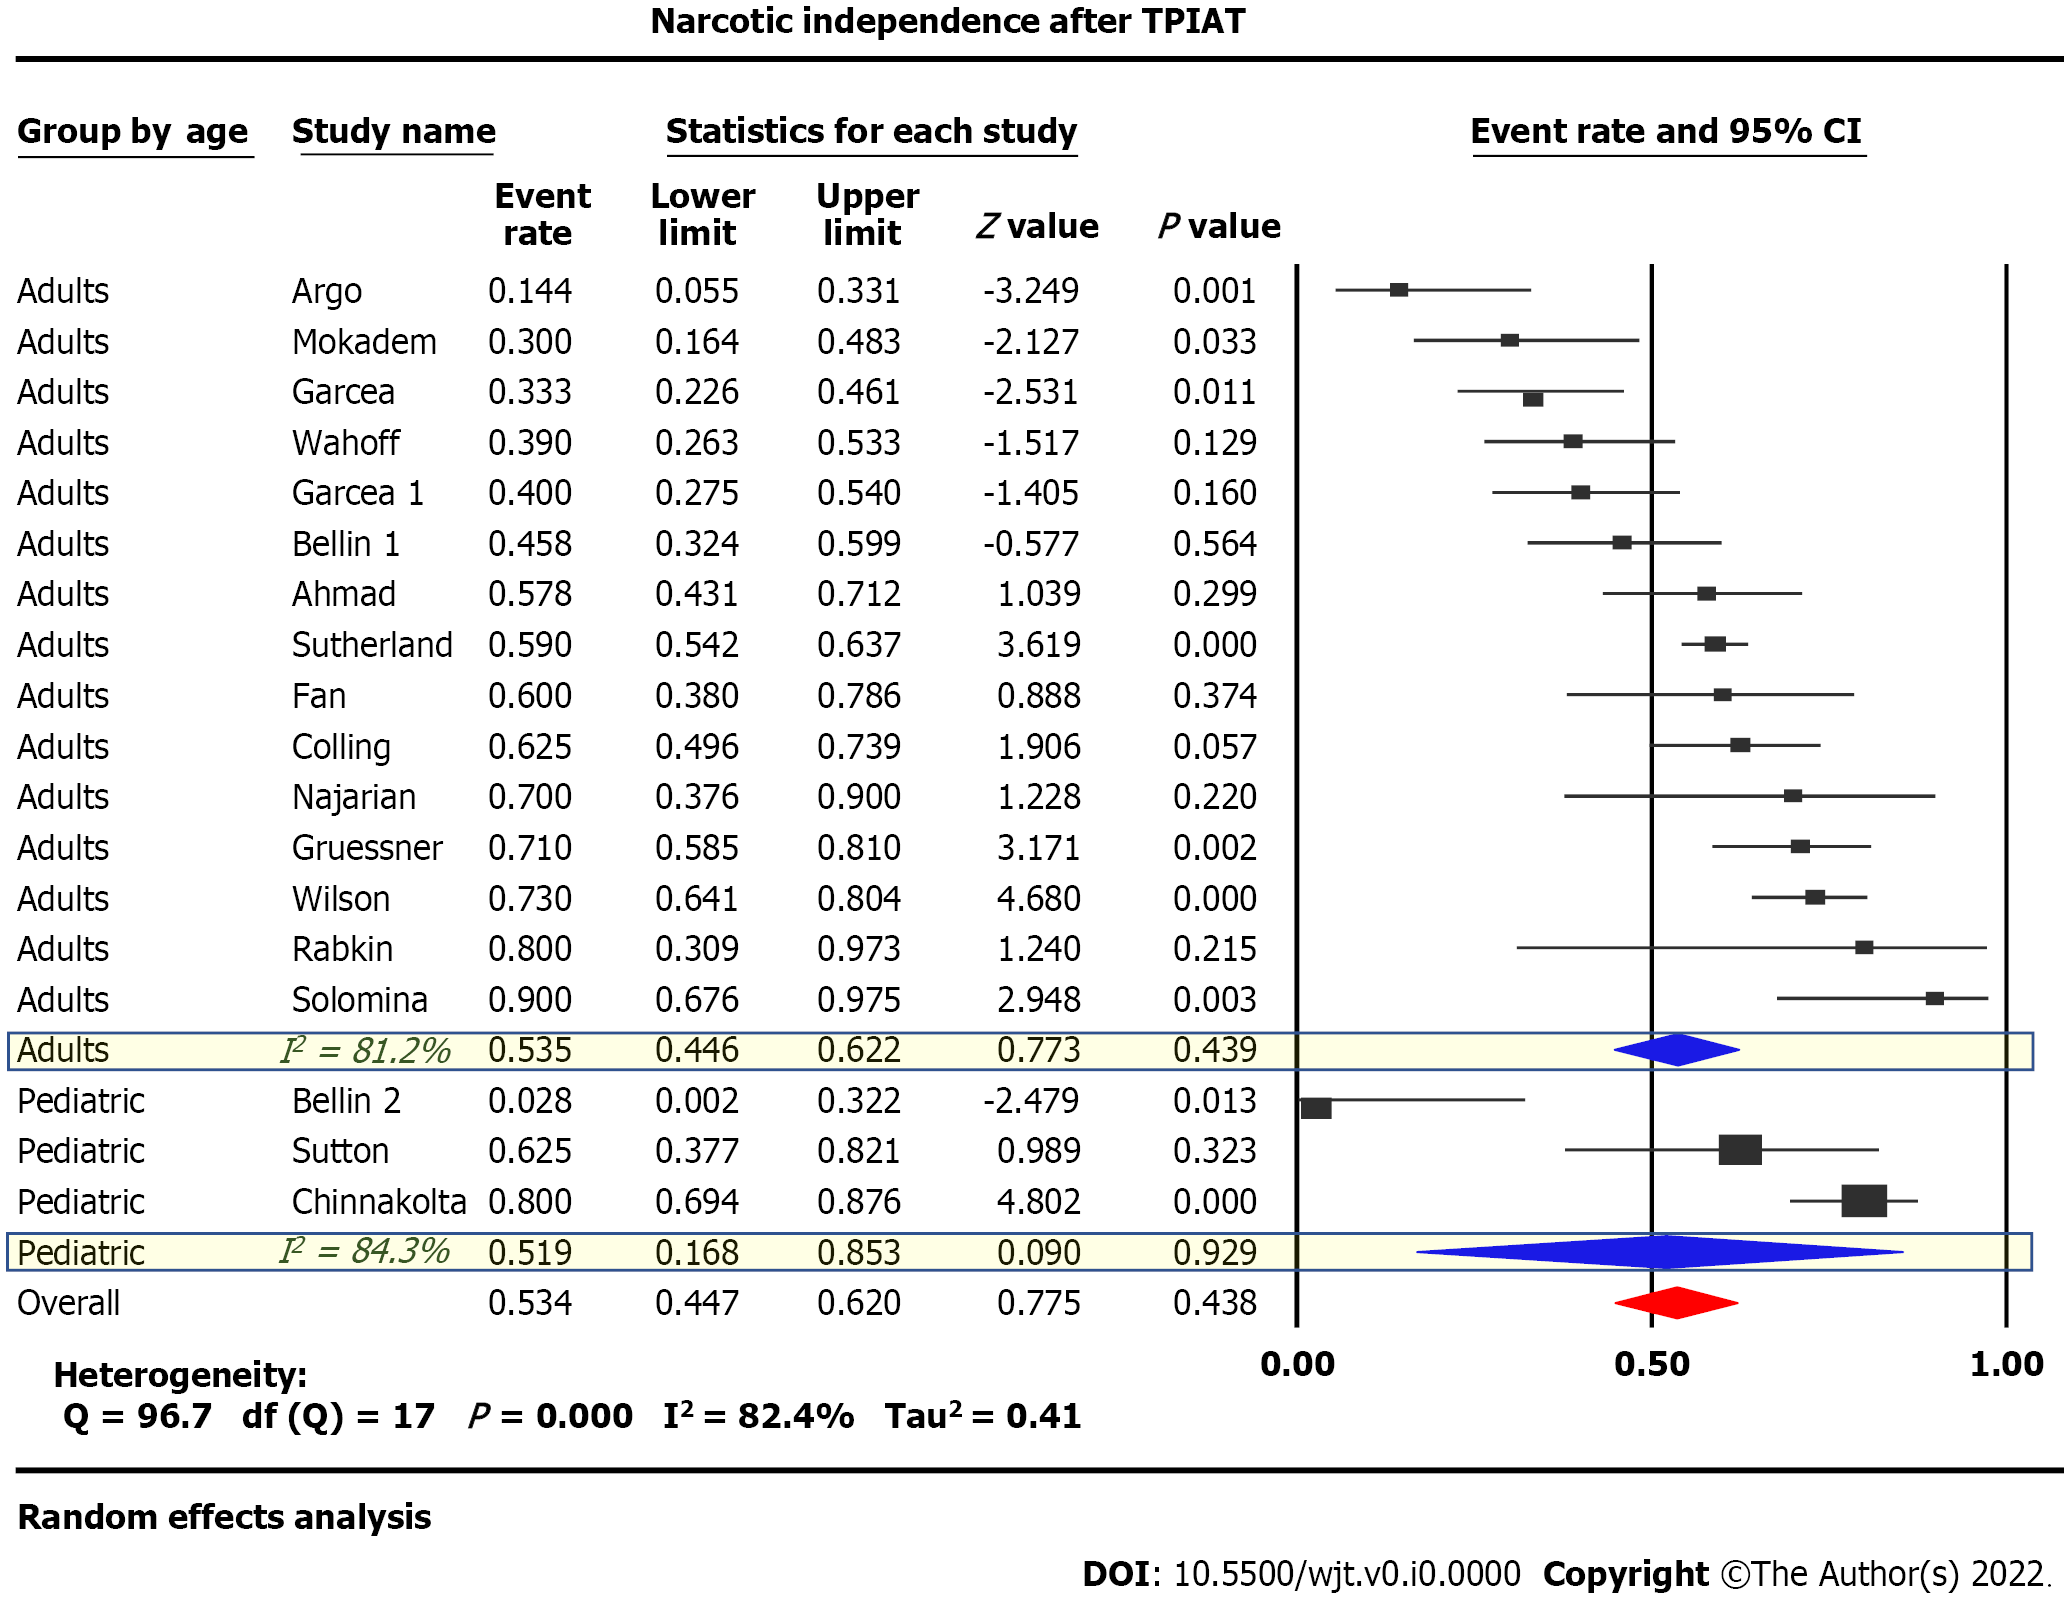 Narcotic independence after TPIAT
Group by age Study name Statistics for each study Event rate and 95% CI
Event rate Lower limit Upper limit Z value P value
Adults Argo 0.144 0.055 0.331 -3.249 0.001
Adults Mokadem 0.300 0.164 0.483 -2.127 0.033
Adults Garcea 0.333 0.226 0.461 -2.531 0.011
Adults Wahoff 0.390 0.263 0.533 -1.517 0.129
Adults Garcea 1 0.400 0.275 0.540 -1.405 0.160
Adults Bellin 1 0.458 0.324 0.599 -0.577 0.564
Adults Ahmad 0.578 0.431 0.712 1.039 0.299
Adults Sutherland 0.590 0.542 0.637 3.619 0.000
Adults Fan 0.600 0.380 0.786 0.888 0.374
Adults Colling 0.625 0.496 0.739 1.906 0.057
Adults Najarian 0.700 0.376 0.900 1.228 0.220
Adults Gruessner 0.710 0.585 0.810 3.171 0.002
Adults Wilson 0.730 0.641 0.804 4.680 0.000
Adults Rabkin 0.800 0.309 0.973 1.240 0.215
Adults Solomina 0.900 0.676 0.975 2.948 0.003
Adults I² = 81.2% 0.535 0.446 0.622 0.773 0.439
Pediatric Bellin 2 0.028 0.002 0.322 -2.479 0.013
Pediatric Sutton 0.625 0.377 0.821 0.989 0.323
Pediatric Chinnakolta 0.800 0.694 0.876 4.802 0.000
Pediatric I² = 84.3% 0.519 0.168 0.853 0.090 0.929
Overall 0.534 0.447 0.620 0.775 0.438
0.00 0.50 1.00
Heterogeneity:
Q = 96.7 df (Q) = 17 P = 0.000 I² = 82.4% Tau² = 0.41
Random effects analysis
DOI: 10.5500/wjt.v0.i0.0000 Copyright ©The Author(s) 2022.